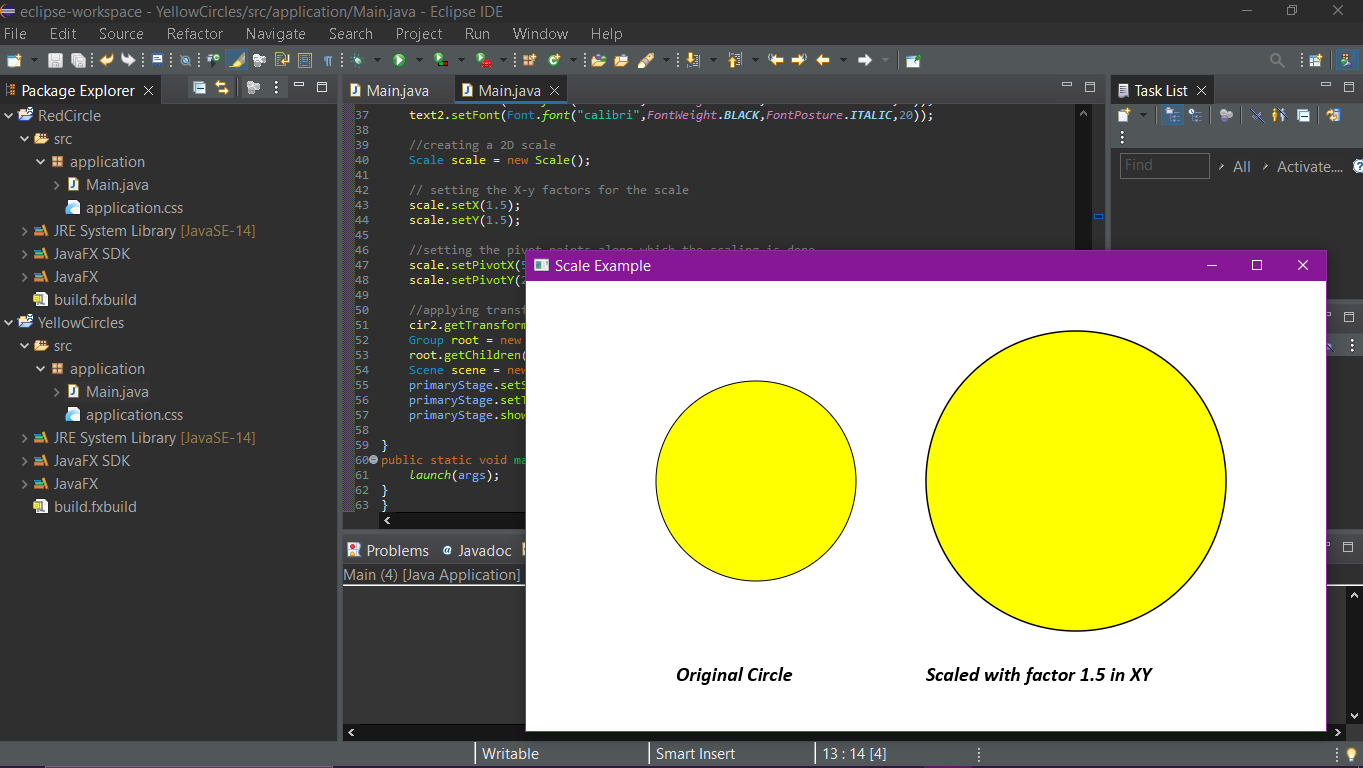 eclipse-workspace - YellowCircles/src/application/Main.java - Eclipse IDE
File Edit Source Refactor Navigate Search Project Run Window Help
Package Explorer
RedCircle
src
application
Main.java
application.css
JRE System Library [JavaSE-14]
JavaFX SDK
JavaFX
build.fxbuild
YellowCircles
src
application
Main.java
application.css
JRE System Library [JavaSE-14]
JavaFX SDK
JavaFX
build.fxbuild
Main.java Main.java
37 text2.setFont(Font.font("calibri",FontWeight.BLACK,FontPosture.ITALIC,20));
38
39 //creating a 2D scale
40 Scale scale = new Scale();
41
42 // setting the X-y factors for the scale
43 scale.setX(1.5);
44 scale.setY(1.5);
45
46 //setting the pivot points along which the scaling is done
47 scale.setPivotX(
48 scale.setPivotY(
49
50 //applying transf
51 cir2.getTransform
52 Group root = new
53 root.getChildren(
54 Scene scene = new
55 primaryStage.setS
56 primaryStage.setT
57 primaryStage.show
58
59 }
60 public static void ma
61 launch(args);
62 }
63 }
Task List
Find All Activate....
Scale Example
Original Circle
Scaled with factor 1.5 in XY
Problems @ Javadoc
Main (4) [Java Application]
Writable Smart Insert 13 : 14 [4]